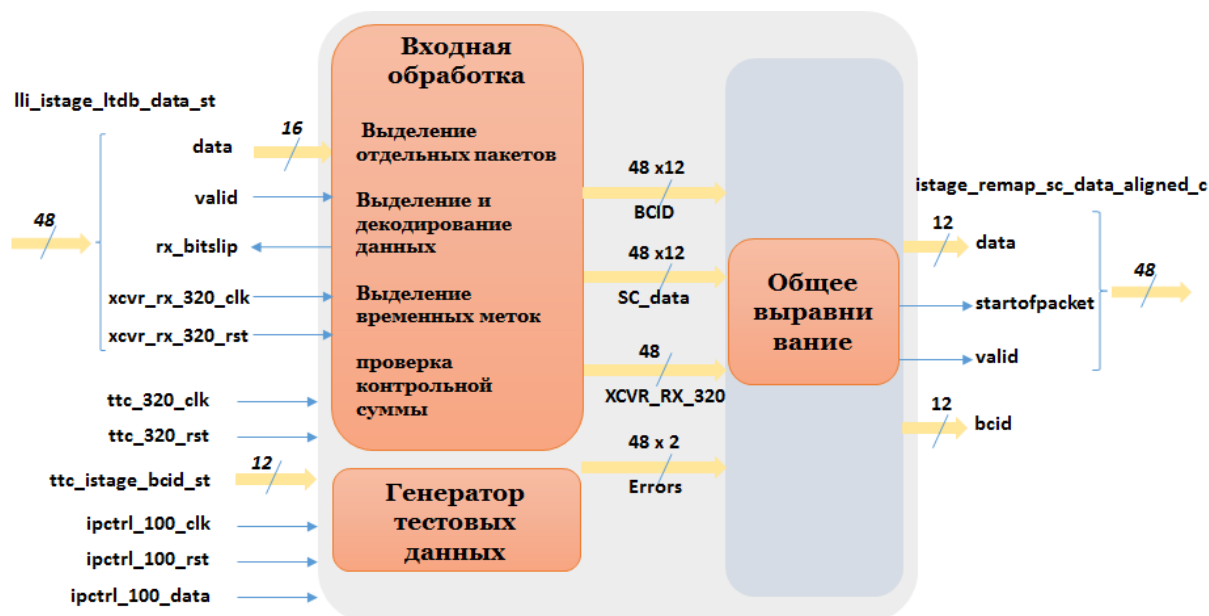 lli_istage_ltdb_data_st
48
data
16
valid
rx_bitslip
xcvr_rx_320_clk
xcvr_rx_320_rst
ttc_320_clk
ttc_320_rst
ttc_istage_bcid_st
12
ipctrl_100_clk
ipctrl_100_rst
ipctrl_100_data
Входная
обработка
Выделение
отдельных пакетов
Выделение и
декодирование
данных
Выделение
временных меток
проверка
контрольной
суммы
Генератор
тестовых
данных
48 x12
BCID
48 x12
SC_data
48
XCVR_RX_320
48 x 2
Errors
Общее
выравни
вание
istage_remap_sc_data_aligned_c
12
data
startofpacket
valid
48
12
bcid